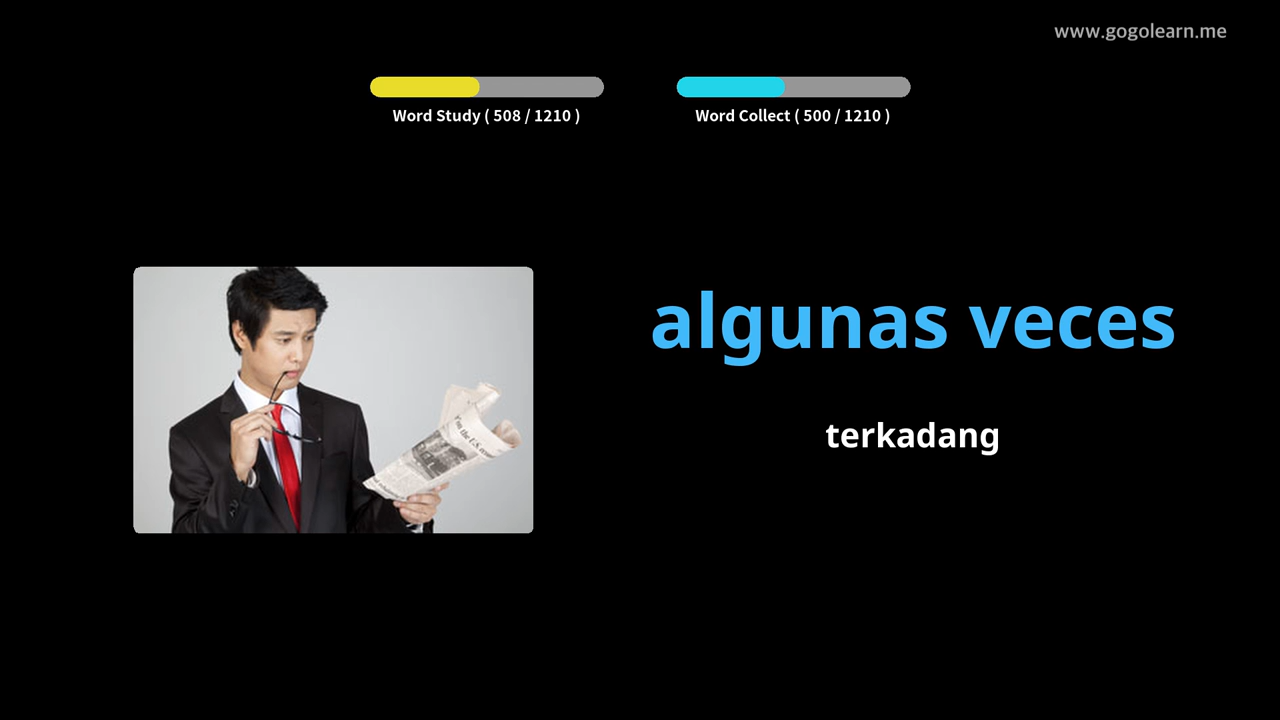 www.gogolearn.me
Word Study ( 508 / 1210 )
Word Collect ( 500 / 1210 )
algunas veces
terkadang